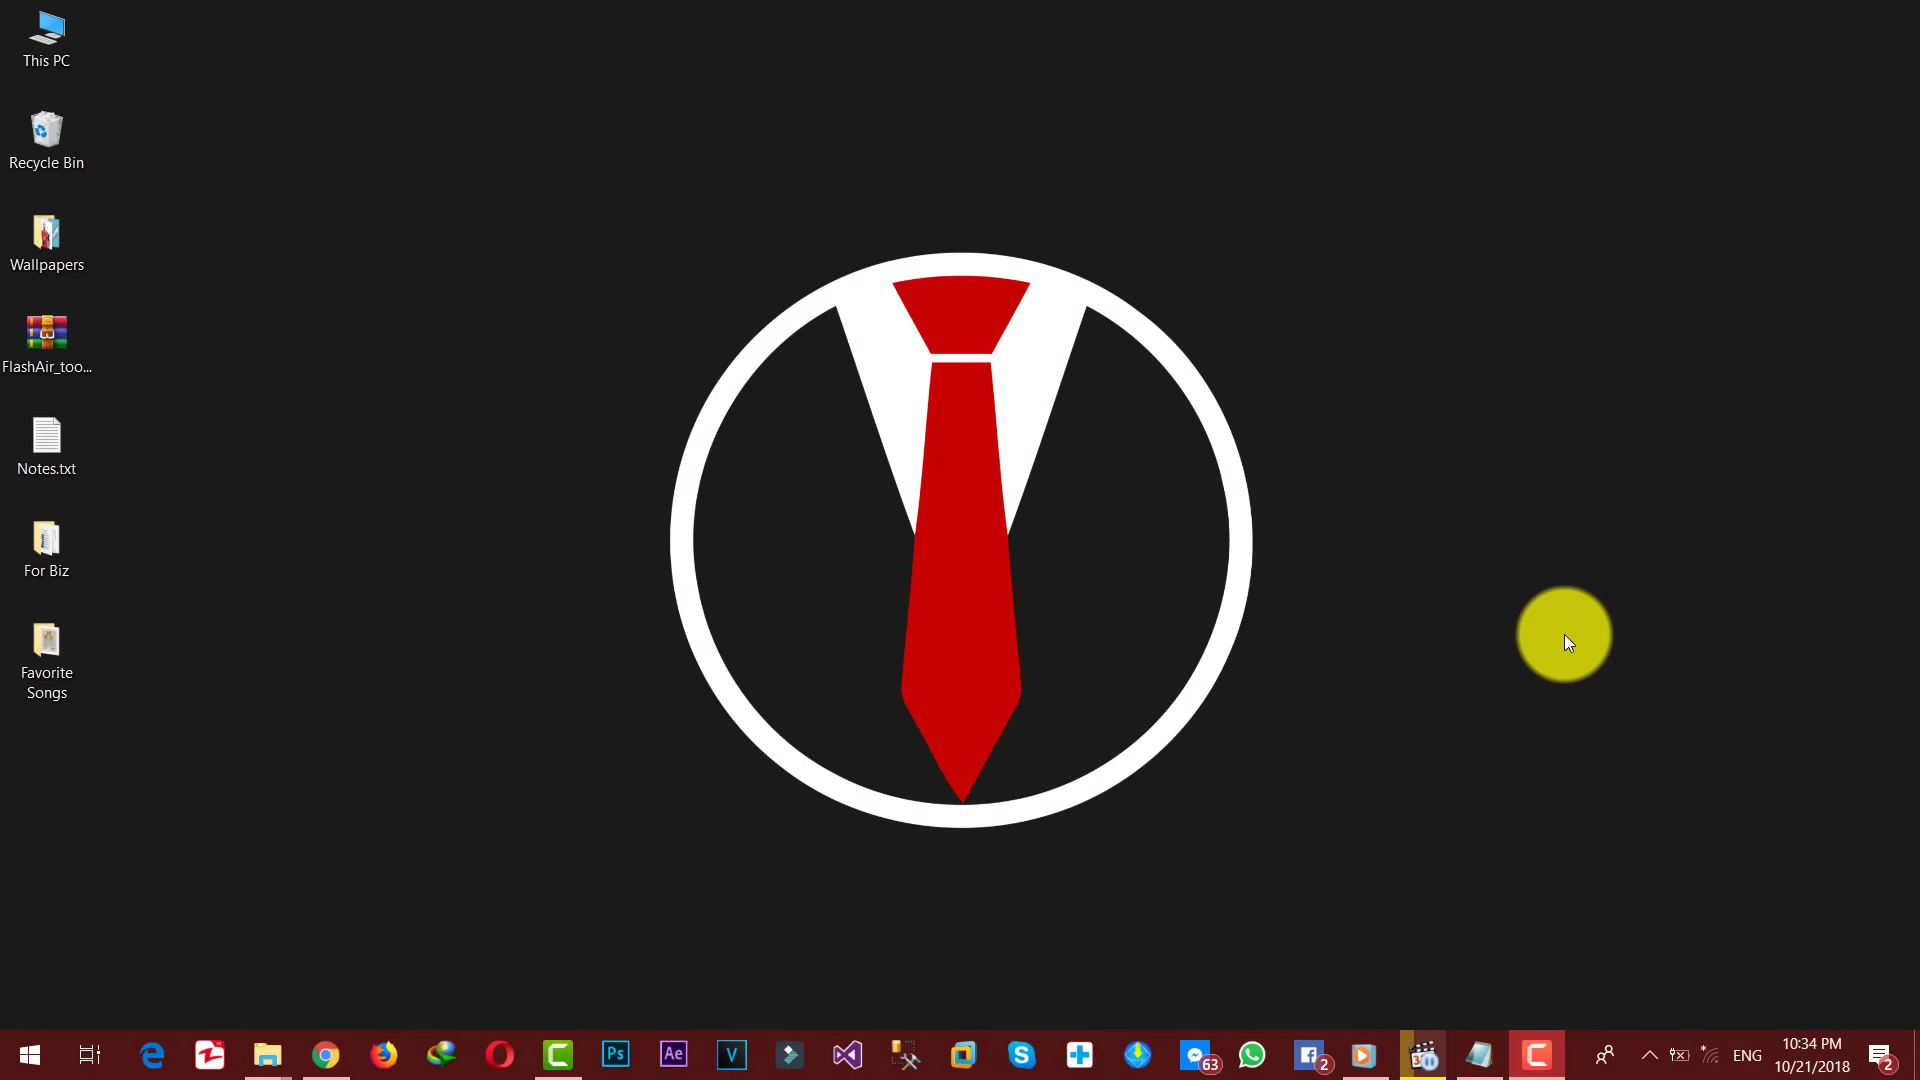 This PC
Recycle Bin
Wallpapers
FlashAir_too...
Notes.txt
For Biz
Favorite
Songs
Ps
Ae
V
63
2
ENG
10:34 PM
10/21/2018
2